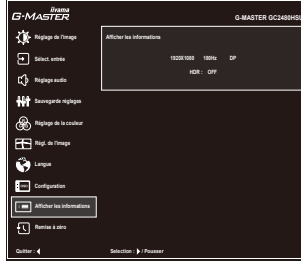 iiyama
G-MASTER
G-MASTER GC2480HSU
Réglage de l'image
Afficher les informations
Sélect. entrée
1920X1080 180Hz DP
HDR : OFF
Réglage audio
Sauvegarde réglages
Réglage de la couleur
Régl. de l'image
Langue
Configuration
Afficher les informations
Remise à zéro
Quitter :
Sélection : / Pousser